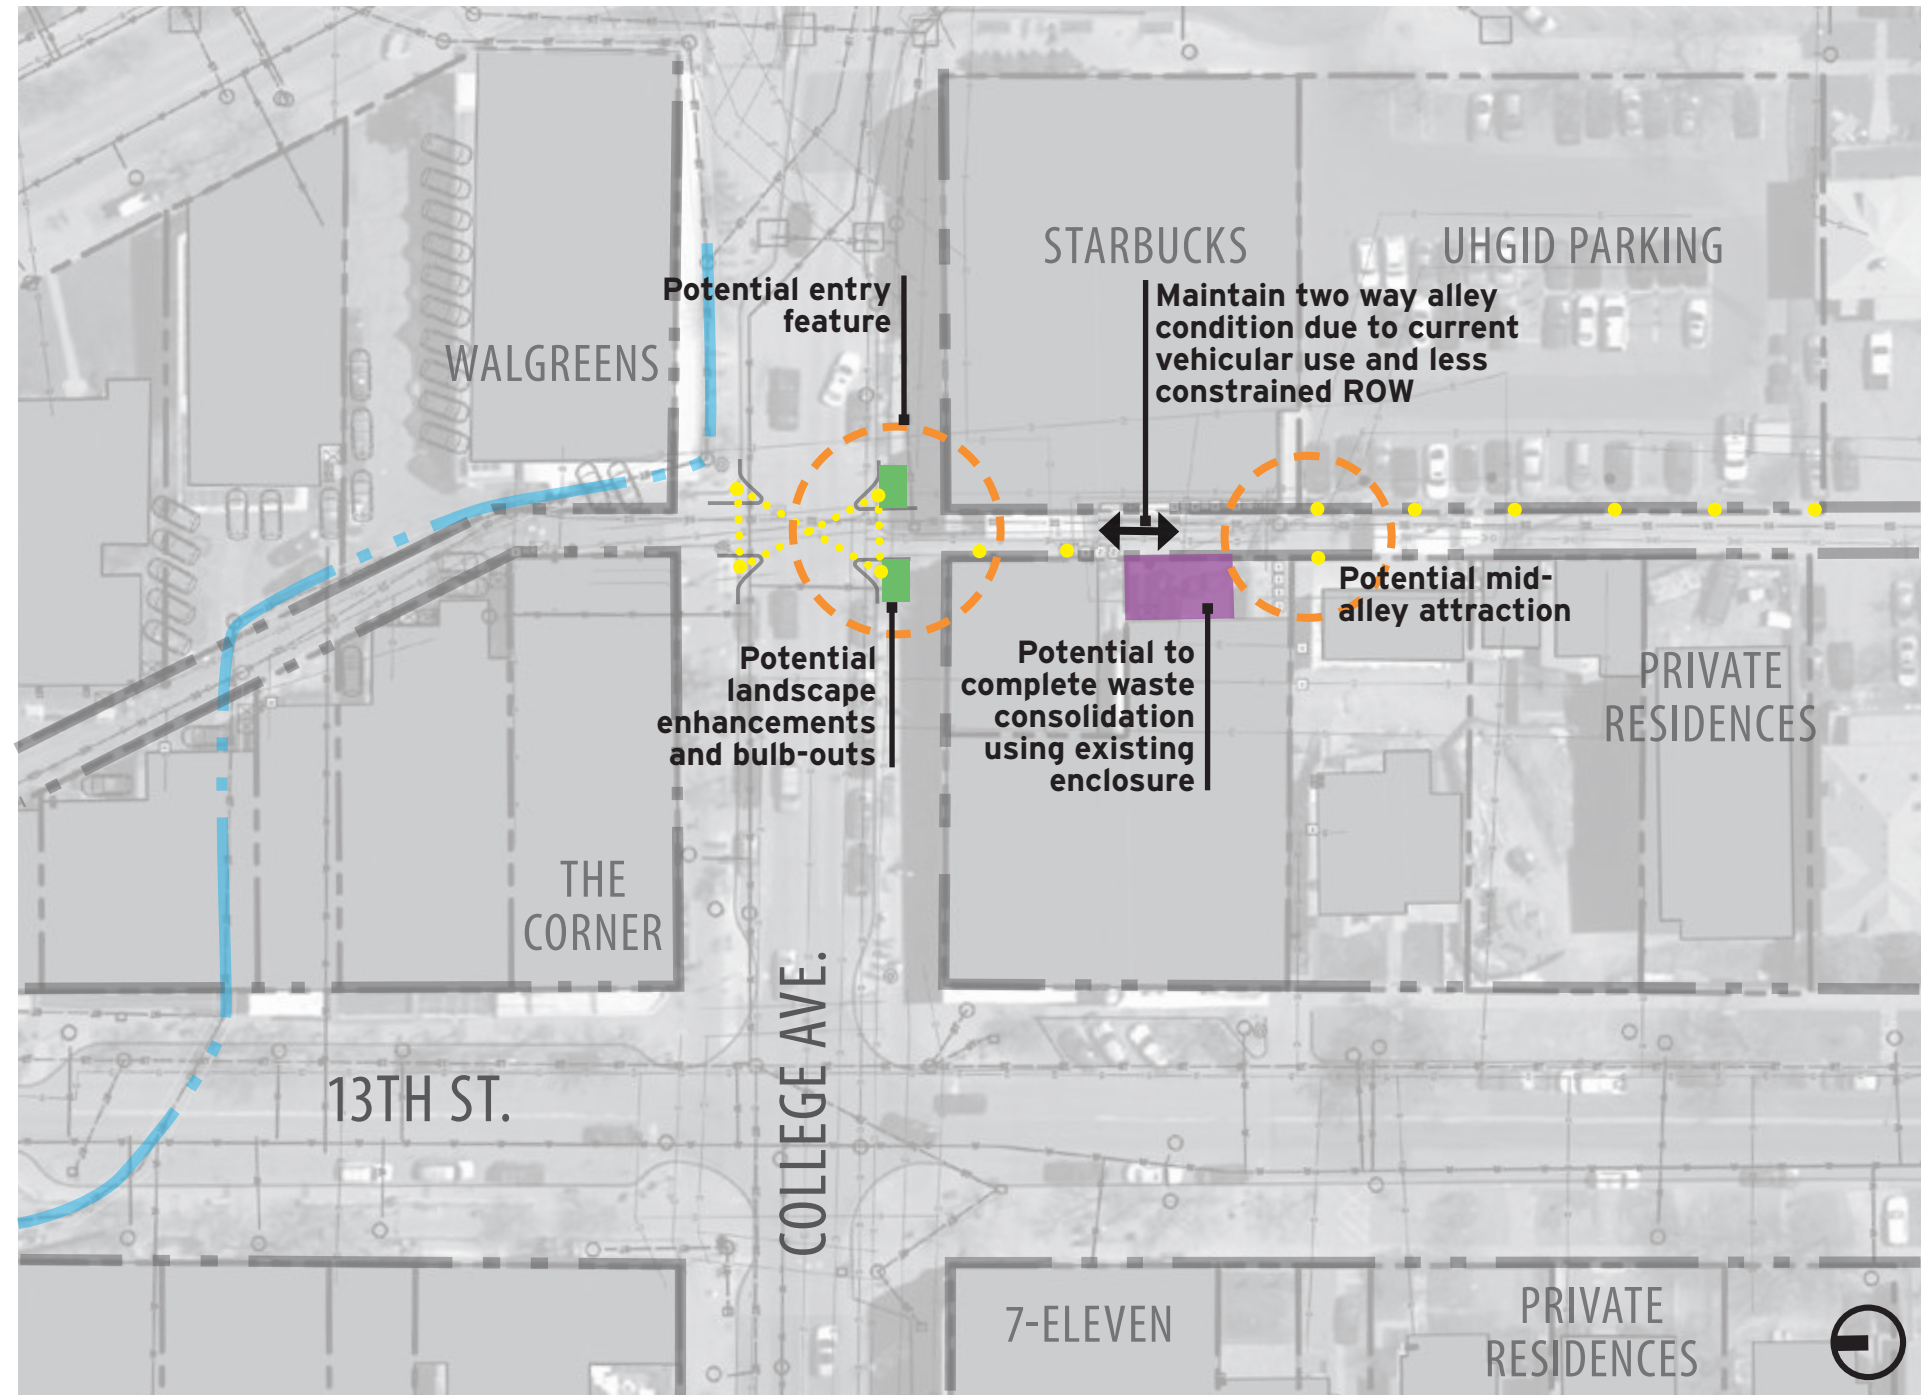 STARBUCKS
UHGID PARKING
Potential entry
feature
Maintain two way alley
condition due to current
vehicular use and less
constrained ROW
WALGREENS
Potential mid-
alley attraction
Potential
landscape
enhancements
and bulb-outs
Potential to
complete waste
consolidation
using existing
enclosure
PRIVATE
RESIDENCES
THE
CORNER
COLLEGE AVE.
13TH ST.
7-ELEVEN
PRIVATE
RESIDENCES